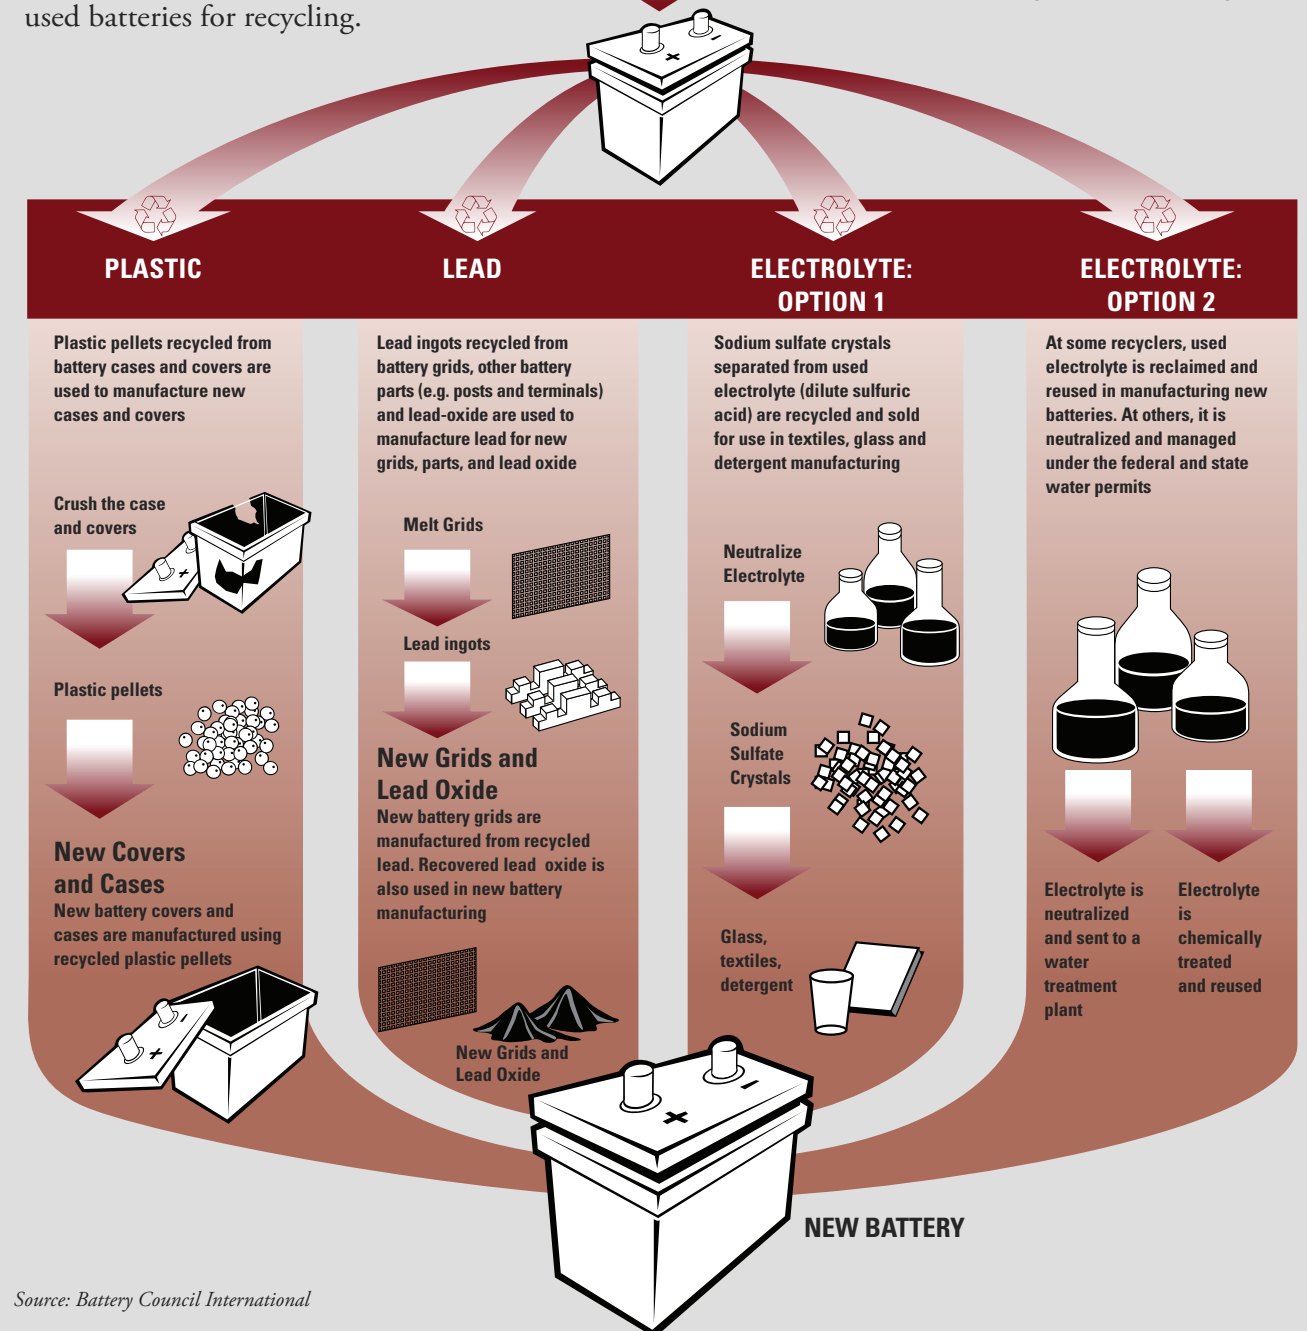 used batteries for recycling.
PLASTIC
Plastic pellets recycled from
battery cases and covers are
used to manufacture new
cases and covers
Crush the case
and covers
Plastic pellets
New Covers
and Cases
New battery covers and
cases are manufactured using
recycled plastic pellets
LEAD
Lead ingots recycled from
battery grids, other battery
parts (e.g. posts and terminals)
and lead-oxide are used to
manufacture lead for new
grids, parts, and lead oxide
Melt Grids
Lead ingots
New Grids and
Lead Oxide
New battery grids are
manufactured from recycled
lead. Recovered lead oxide is
also used in new battery
manufacturing
New Grids and
Lead Oxide
ELECTROLYTE:
OPTION 1
Sodium sulfate crystals
separated from used
electrolyte (dilute sulfuric
acid) are recycled and sold
for use in textiles, glass and
detergent manufacturing
Neutralize
Electrolyte
Sodium
Sulfate
Crystals
Glass,
textiles,
detergent
ELECTROLYTE:
OPTION 2
At some recyclers, used
electrolyte is reclaimed and
reused in manufacturing new
batteries. At others, it is
neutralized and managed
under the federal and state
water permits
Electrolyte is
neutralized
and sent to a
water
treatment
plant
Electrolyte
is
chemically
treated
and reused
+ -
NEW BATTERY
Source: Battery Council International